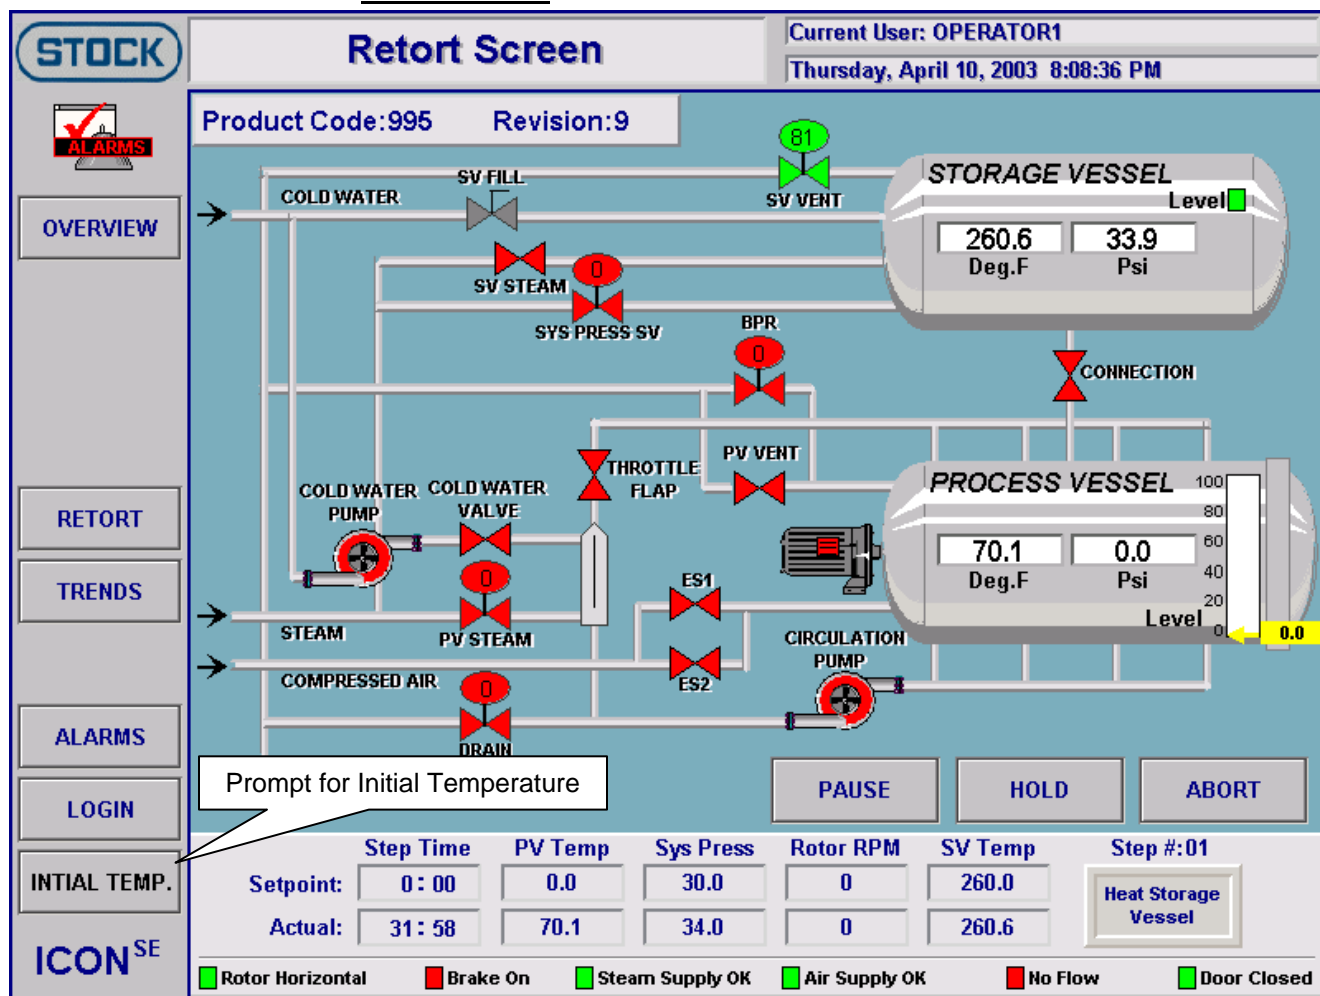 STOCK
Retort Screen
Current User: OPERATOR1
Thursday, April 10, 2003 8:08:36 PM
ALARMS
Product Code:995 Revision:9
81
SV VENT
SV FILL
COLD WATER
STORAGE VESSEL
Level
260.6 33.9
Deg.F Psi
OVERVIEW
SV STEAM
0
SYS PRESS SV
BPR
0
CONNECTION
PV VENT
THROTTLE
FLAP
COLD WATER
PUMP
COLD WATER
VALVE
PROCESS VESSEL
100
80
60
40
20
0
70.1 0.0
Deg.F Psi
Level
0.0
RETORT
TRENDS
0
PV STEAM
STEAM
ES1
ES2
COMPRESSED AIR
CIRCULATION
PUMP
0
DRAIN
ALARMS
LOGIN
INTIAL TEMP.
Prompt for Initial Temperature
PAUSE HOLD ABORT
Step Time PV Temp Sys Press Rotor RPM SV Temp Step #:01
Setpoint: 0:00 0.0 30.0 0 260.0
Actual: 31:58 70.1 34.0 0 260.6
Heat Storage
Vessel
ICON SE
Rotor Horizontal Brake On Steam Supply OK Air Supply OK No Flow Door Closed